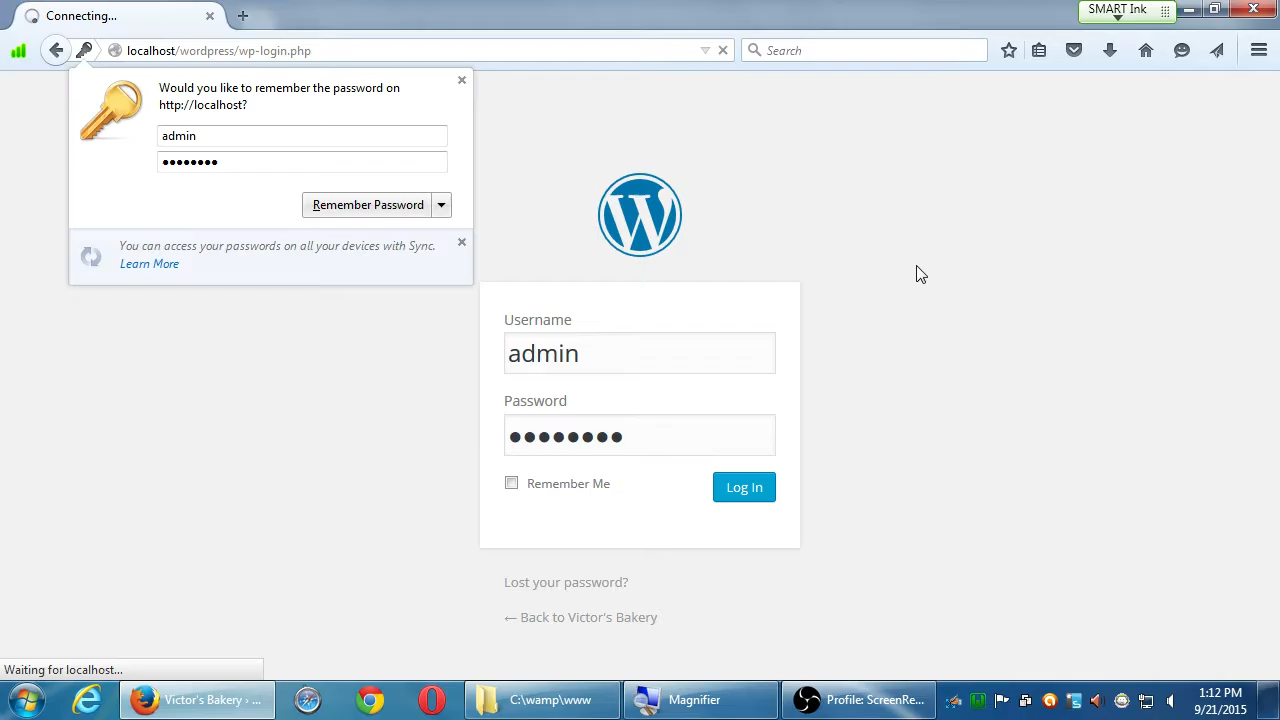 Connecting...
SMART Ink
localhost/wordpress/wp-login.php
Search
Would you like to remember the password on
http://localhost?
admin
••••••••
Remember Password
You can access your passwords on all your devices with Sync.
Learn More
Username
admin
Password
••••••••
Remember Me
Log In
Lost your password?
← Back to Victor's Bakery
Waiting for localhost...
Victor's Bakery › ...
C:\wamp\www
Magnifier
Profile: ScreenRe...
1:12 PM
9/21/2015